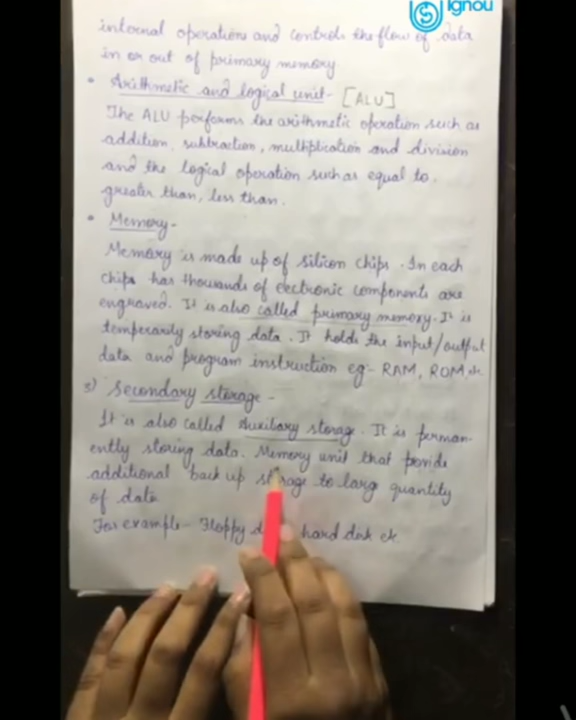 ignou
internal operations and controls the flow of data
in or out of primary memory
• Arithmetic and logical unit- [ALU]
The ALU performs the arithmetic operation such as
addition, subtraction, multiplication and division
and the logical operation such as equal to.
greater than, less than.
• Memory-
Memory is made up of silicon chips. In each
chips has thousands of electronic components are
engraved. It is also called primary memory. It is
temperarily storing data. It holds the input/output
data and program instruction eg- RAM, ROM etc
3) Secondary storage-
It is also called Auxibary storage. It is perman-
ently storing data. Memory unit that povide
additional back up storage to larg quantity
of data
For example- Floppy hard disk etc